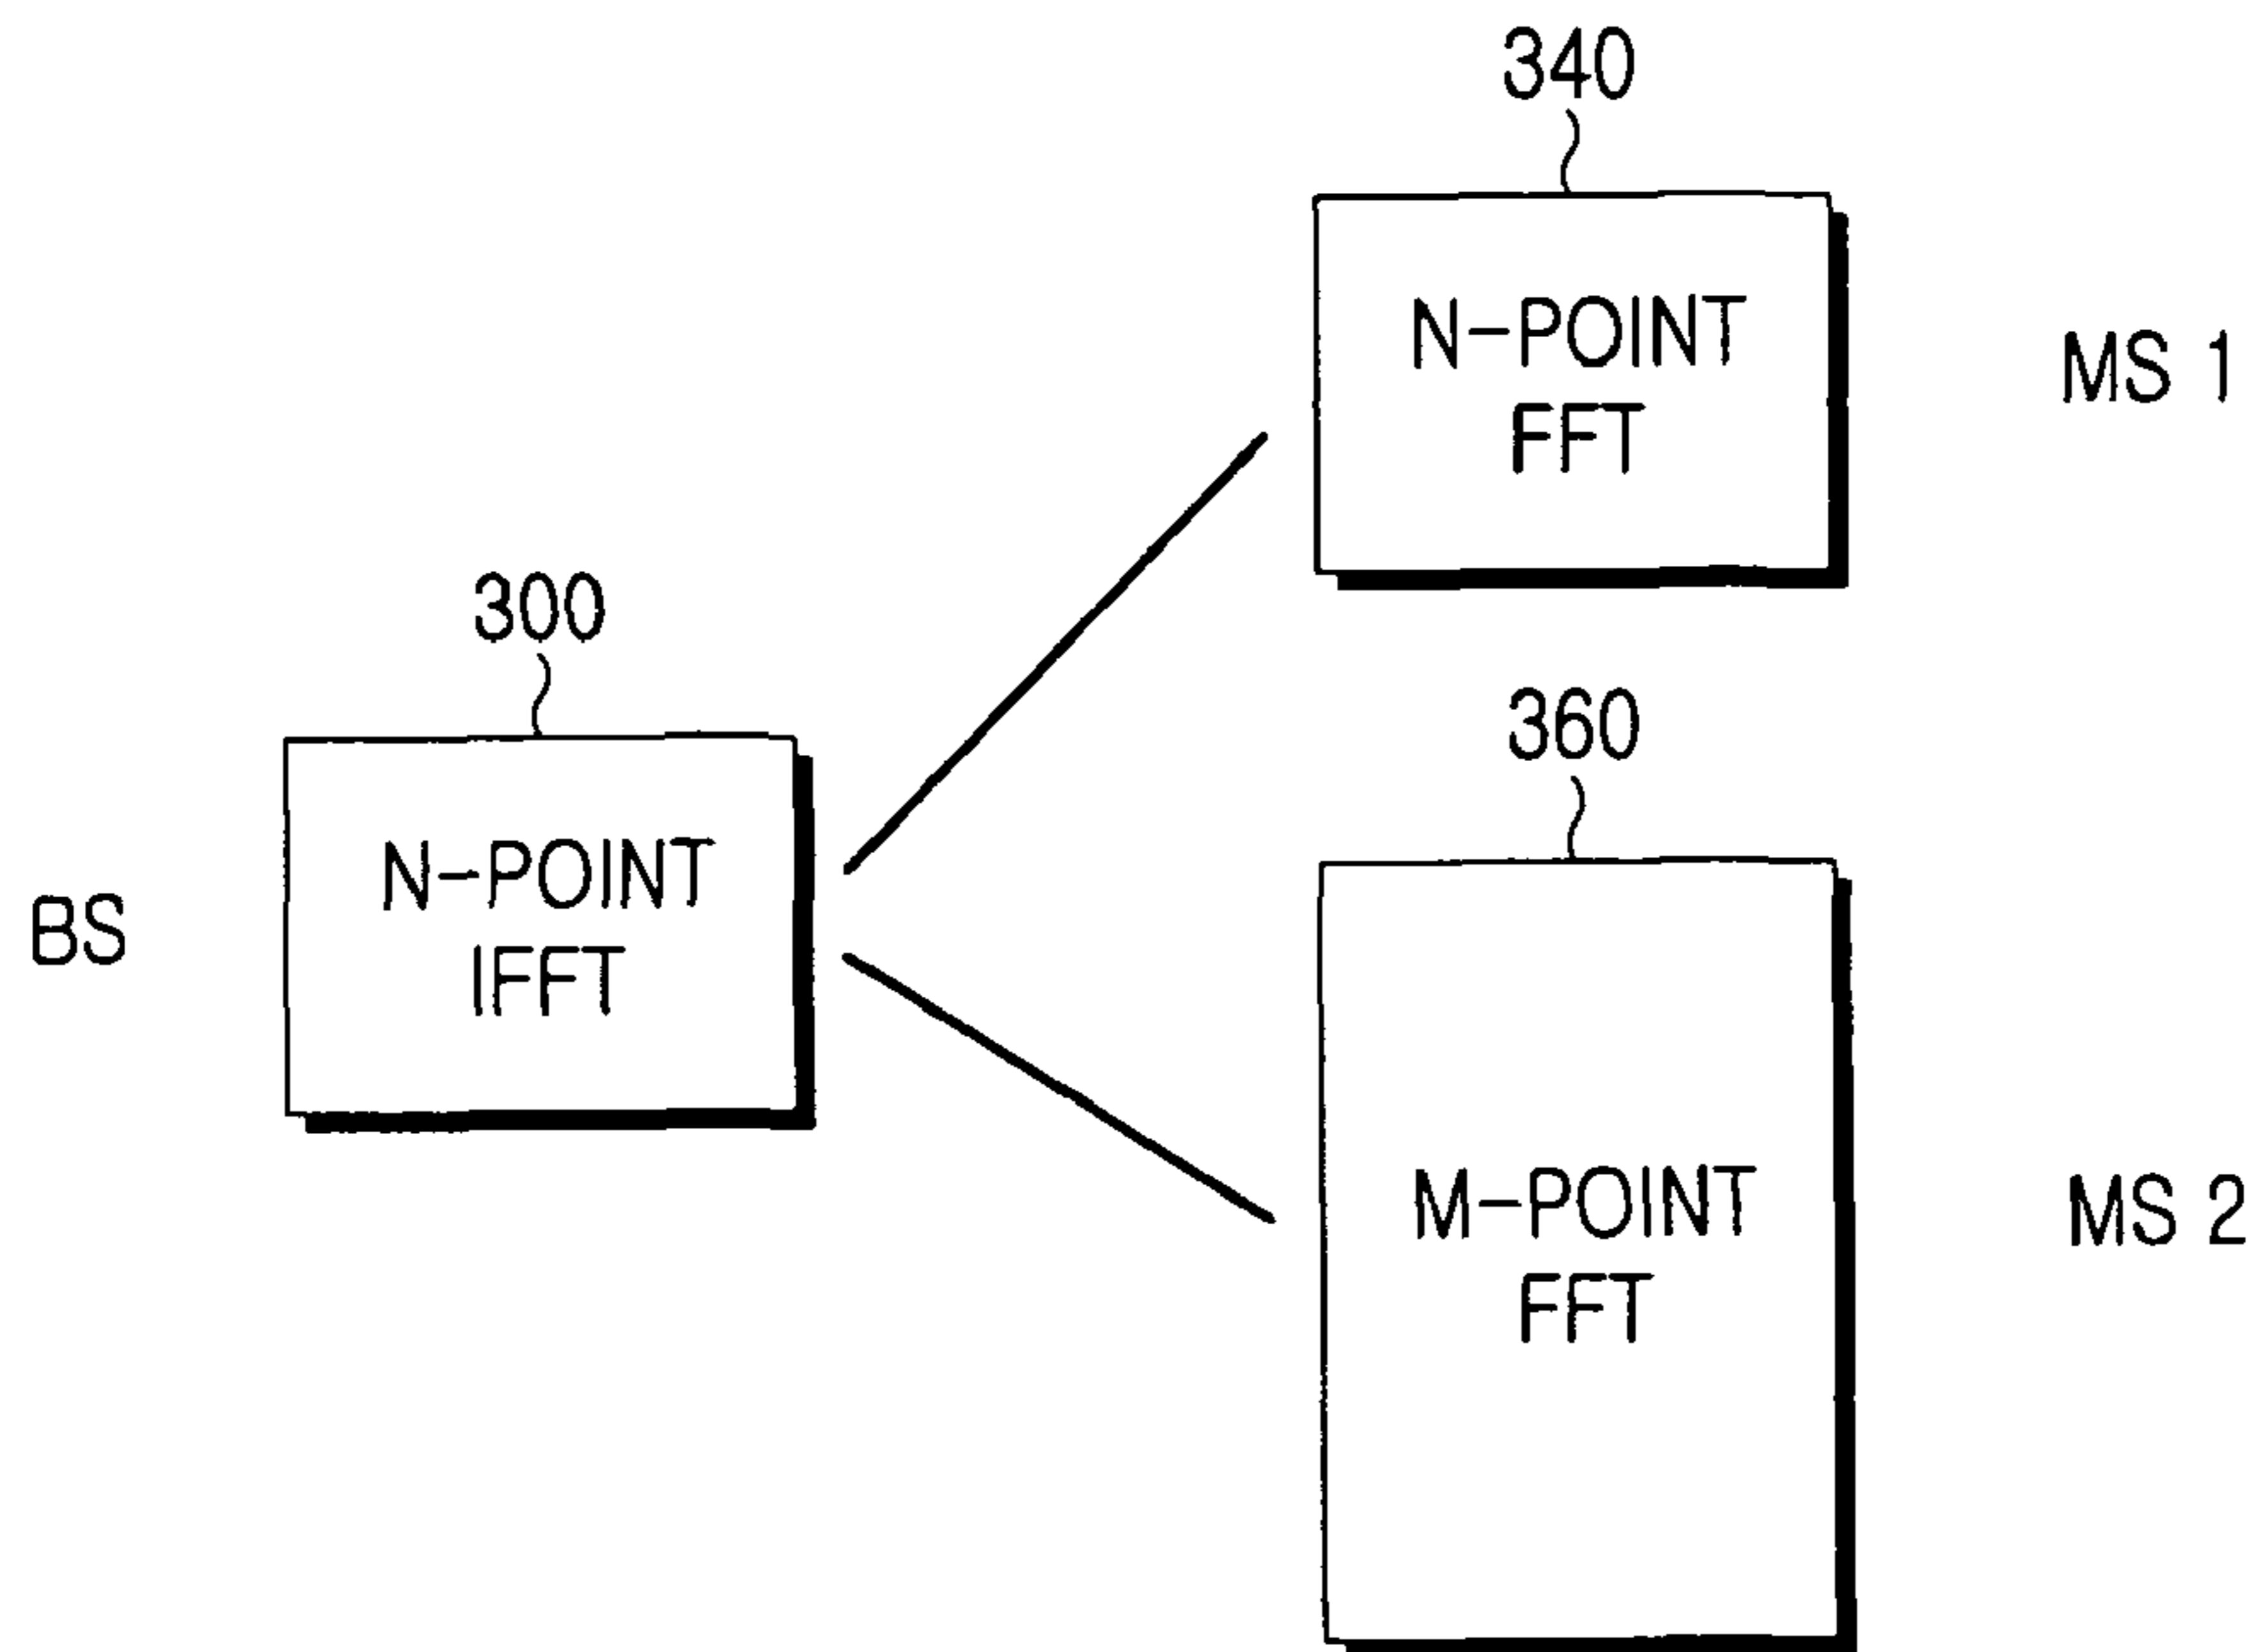 340
N-POINT
FFT
MS 1
300
N-POINT
IFFT
BS
360
M-POINT
FFT
MS 2